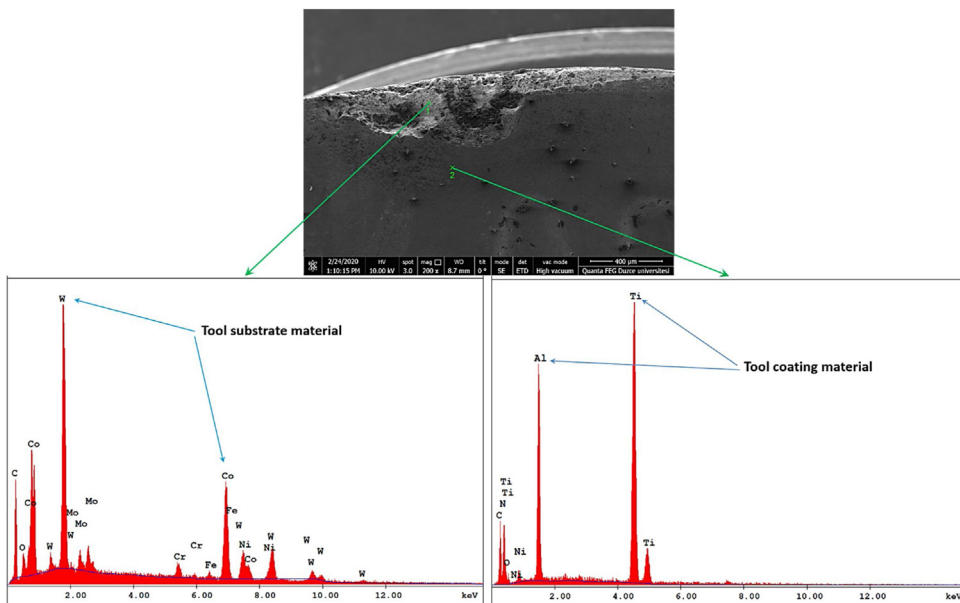 1
2
2/24/2020 HV spot mag WD tilt mode det vac mode 400 µm
1:10:15 PM 10.00 kV 3.0 200 x 8.7 mm 0 ° SE ETD High vacuum Quanta FEG Duzce universitesi
W
Tool substrate material
Co
C
Co
Co
Mo
Mo
Mo
O
W
W
Cr
Cr
Fe
Fe
W
Ni
Co
W
Ni
W
W
W
W
2.00 4.00 6.00 8.00 10.00 12.00 keV
Ti
Al
Tool coating material
Ti
Ti
N
C
O
Ni
Ni
Ti
2.00 4.00 6.00 8.00 10.00 12.00 keV